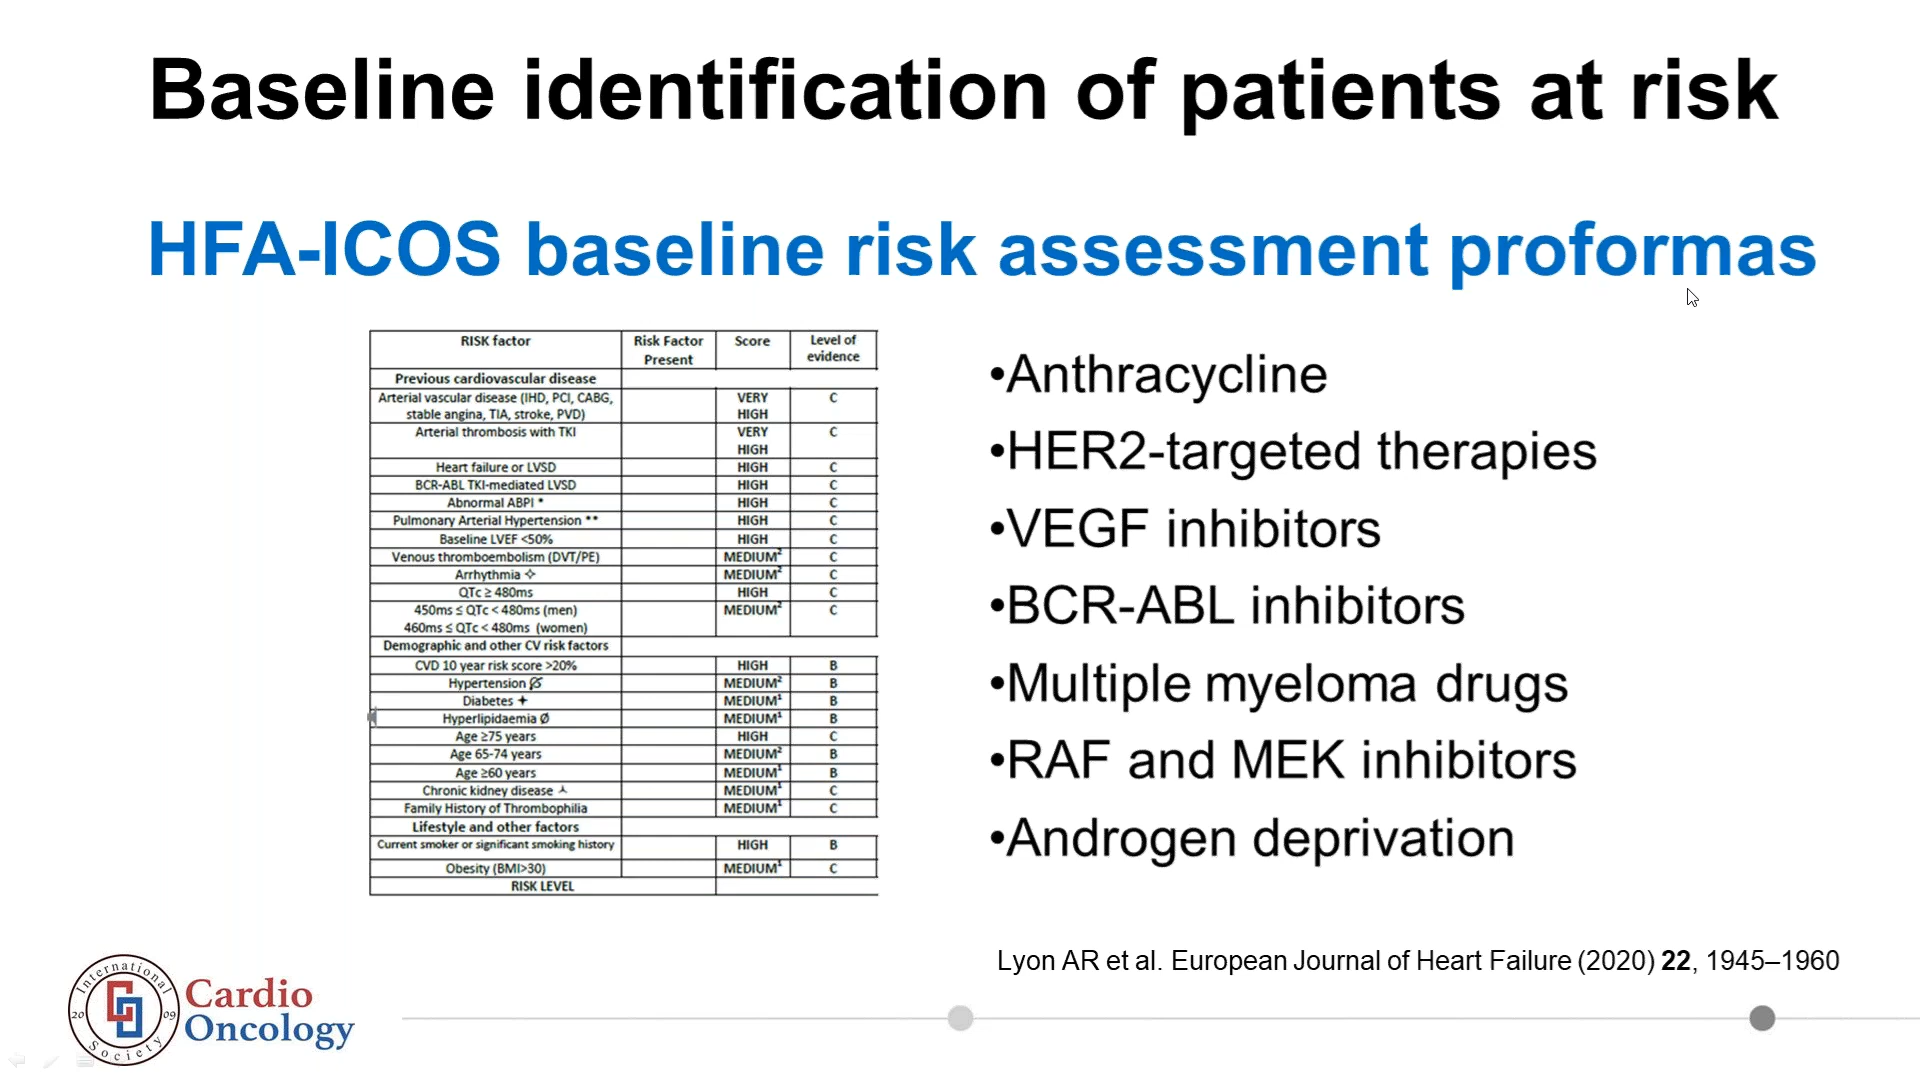 Baseline identification of patients at risk
HFA-ICOS baseline risk assessment proformas
RISK factor Risk Factor Present Score Level of evidence
Previous cardiovascular disease
Arterial vascular disease (IHD, PCI, CABG, stable angina, TIA, stroke, PVD) VERY HIGH C
Arterial thrombosis with TKI VERY HIGH C
Heart failure or LVSD HIGH C
BCR-ABL TKI-mediated LVSD HIGH C
Abnormal ABPI * HIGH C
Pulmonary Arterial Hypertension ** HIGH C
Baseline LVEF <50% HIGH C
Venous thromboembolism (DVT/PE) MEDIUM² C
Arrhythmia ✧ MEDIUM² C
QTc ≥ 480ms HIGH C
450ms ≤ QTc < 480ms (men) MEDIUM² C
460ms ≤ QTc < 480ms (women)
Demographic and other CV risk factors
CVD 10 year risk score >20% HIGH B
Hypertension MEDIUM² B
Diabetes ✦ MEDIUM¹ B
Hyperlipidaemia Ø MEDIUM¹ B
Age ≥75 years HIGH C
Age 65-74 years MEDIUM² B
Age ≥60 years MEDIUM¹ B
Chronic kidney disease MEDIUM¹ C
Family History of Thrombophilia MEDIUM¹ C
Lifestyle and other factors
Current smoker or significant smoking history HIGH B
Obesity (BMI>30) MEDIUM¹ C
RISK LEVEL
•Anthracycline
•HER2-targeted therapies
•VEGF inhibitors
•BCR-ABL inhibitors
•Multiple myeloma drugs
•RAF and MEK inhibitors
•Androgen deprivation
Lyon AR et al. European Journal of Heart Failure (2020) 22, 1945–1960
International
Society
2009
Cardio
Oncology